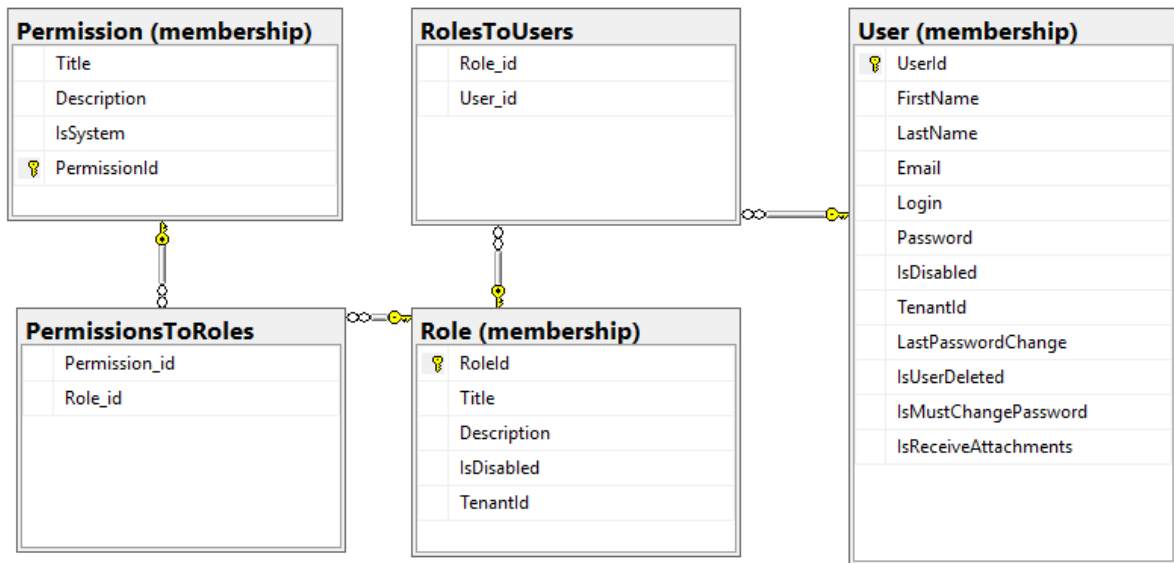 Permission (membership)
Title
Description
IsSystem
PermissionId
RolesToUsers
Role_id
User_id
User (membership)
UserId
FirstName
LastName
Email
Login
Password
IsDisabled
TenantId
LastPasswordChange
IsUserDeleted
IsMustChangePassword
IsReceiveAttachments
PermissionsToRoles
Permission_id
Role_id
Role (membership)
RoleId
Title
Description
IsDisabled
TenantId